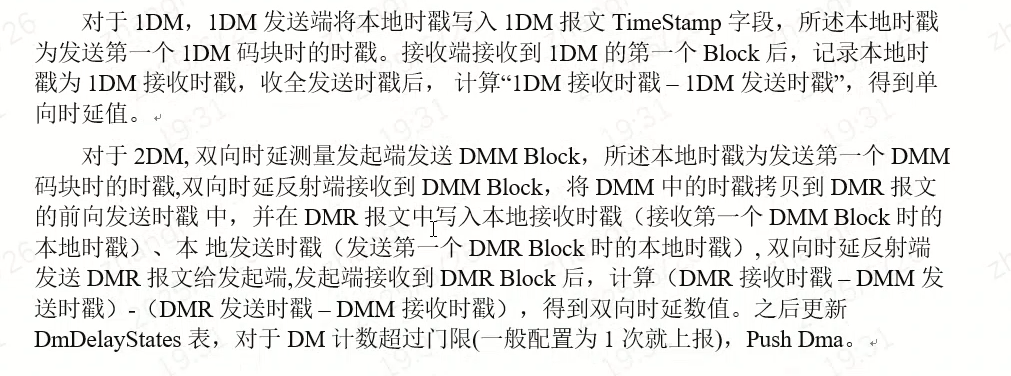 对于 1DM，1DM 发送端将本地时戳写入 1DM 报文 TimeStamp 字段，所述本地时戳
为发送第一个 1DM 码块时的时戳。接收端接收到 1DM 的第一个 Block 后，记录本地时
戳为 1DM 接收时戳，收全发送时戳后， 计算“1DM 接收时戳 – 1DM 发送时戳”，得到单
向时延值。
对于 2DM, 双向时延测量发起端发送 DMM Block，所述本地时戳为发送第一个 DMM
码块时的时戳,双向时延反射端接收到 DMM Block，将 DMM 中的时戳拷贝到 DMR 报文
的前向发送时戳 中，并在 DMR 报文中写入本地接收时戳（接收第一个 DMM Block 时的
本地时戳）、本 地发送时戳（发送第一个 DMR Block 时的本地时戳）, 双向时延反射端
发送 DMR 报文给发起端,发起端接收到 DMR Block 后，计算（DMR 接收时戳 – DMM 发
送时戳）-（DMR 发送时戳 – DMM 接收时戳），得到双向时延数值。之后更新
DmDelayStates 表，对于 DM 计数超过门限(一般配置为 1 次就上报)，Push Dma。